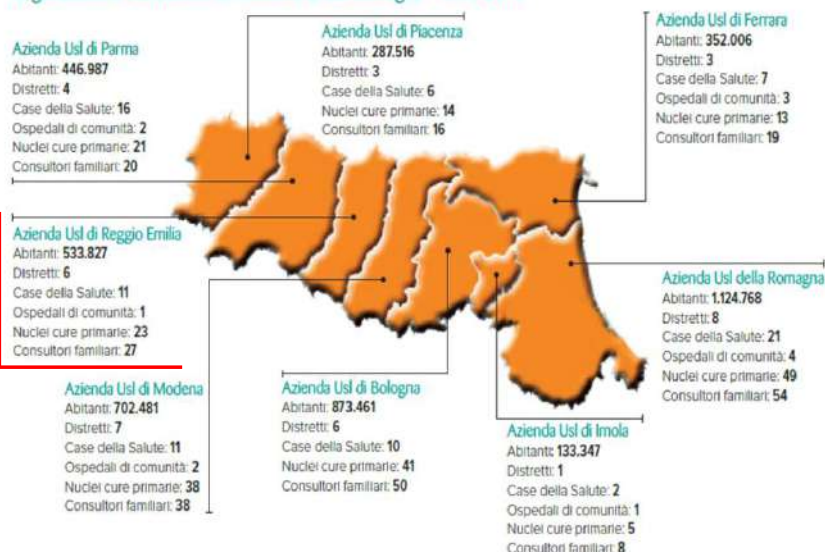 Azienda Usl di Parma
Abitanti: 446.987
Distretti: 4
Case della Salute: 16
Ospedali di comunità: 2
Nuclei cure primarie: 21
Consultori familiari: 20
Azienda Usl di Piacenza
Abitanti: 287.516
Distretti: 3
Case della Salute: 6
Nuclei cure primarie: 14
Consultori familiari: 16
Azienda Usl di Ferrara
Abitanti: 352.006
Distretti: 3
Case della Salute: 7
Ospedali di comunità: 3
Nuclei cure primarie: 13
Consultori familiari: 19
Azienda Usl di Reggio Emilia
Abitanti: 533.827
Distretti: 6
Case della Salute: 11
Ospedali di comunità: 1
Nuclei cure primarie: 23
Consultori familiari: 27
Azienda Usl della Romagna
Abitanti: 1.124.768
Distretti: 8
Case della Salute: 21
Ospedali di comunità: 4
Nuclei cure primarie: 49
Consultori familiari: 54
Azienda Usl di Modena
Abitanti: 702.481
Distretti: 7
Case della Salute: 11
Ospedali di comunità: 2
Nuclei cure primarie: 38
Consultori familiari: 38
Azienda Usl di Bologna
Abitanti: 873.461
Distretti: 6
Case della Salute: 10
Nuclei cure primarie: 41
Consultori familiari: 50
Azienda Usl di Imola
Abitanti: 133.347
Distretti: 1
Case della Salute: 2
Ospedali di comunità: 1
Nuclei cure primarie: 5
Consultori familiari: 8